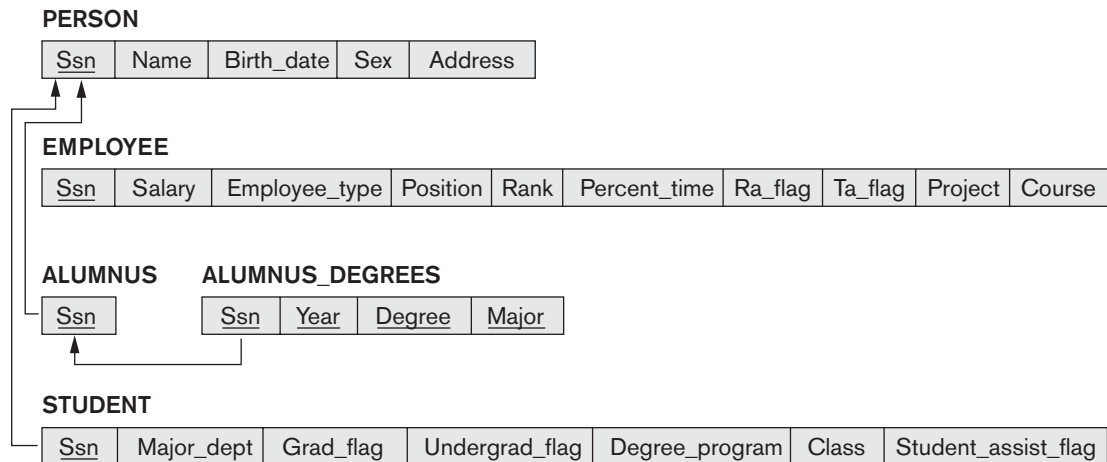 PERSON
Ssn Name Birth_date Sex Address
EMPLOYEE
Ssn Salary Employee_type Position Rank Percent_time Ra_flag Ta_flag Project Course
ALUMNUS ALUMNUS_DEGREES
Ssn Ssn Year Degree Major
STUDENT
Ssn Major_dept Grad_flag Undergrad_flag Degree_program Class Student_assist_flag